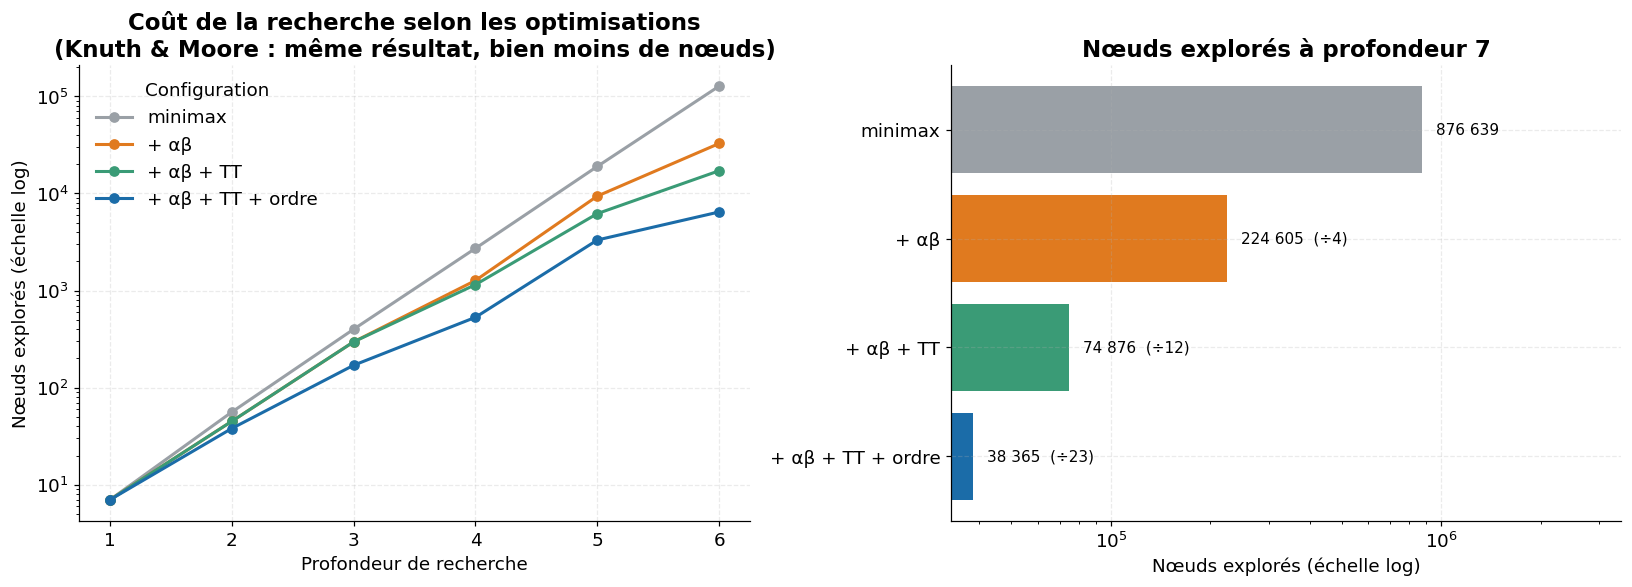 Coût de la recherche selon les optimisations
(Knuth & Moore : même résultat, bien moins de nœuds)
Nœuds explorés (échelle log)
10⁵
10⁴
10³
10²
10¹
Configuration
minimax
+ αβ
+ αβ + TT
+ αβ + TT + ordre
1 2 3 4 5 6
Profondeur de recherche
Nœuds explorés à profondeur 7
minimax 876 639
+ αβ 224 605 (÷4)
+ αβ + TT 74 876 (÷12)
+ αβ + TT + ordre 38 365 (÷23)
10⁵ 10⁶
Nœuds explorés (échelle log)